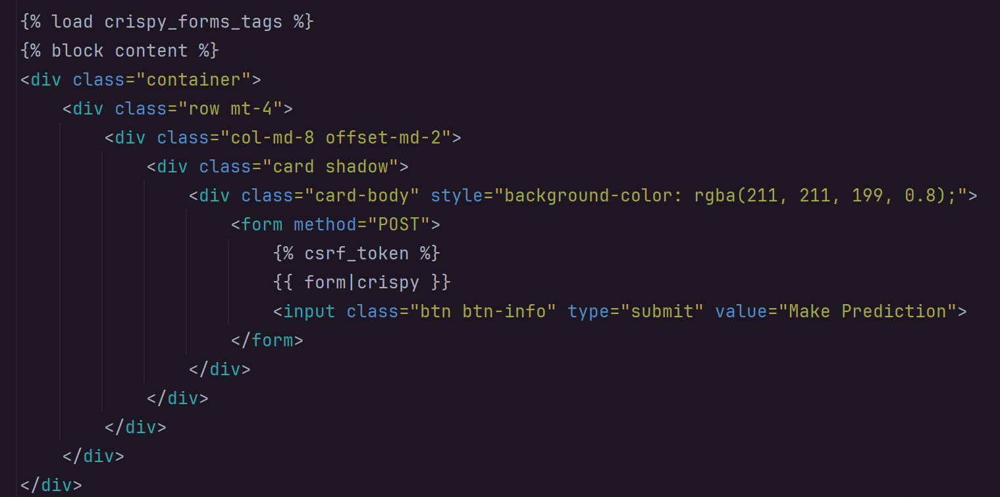 {% load crispy_forms_tags %}
{% block content %}
<div class="container">
    <div class="row mt-4">
        <div class="col-md-8 offset-md-2">
            <div class="card shadow">
                <div class="card-body" style="background-color: rgba(211, 211, 199, 0.8);">
                    <form method="POST">
                        {% csrf_token %}
                        {{ form|crispy }}
                        <input class="btn btn-info" type="submit" value="Make Prediction">
                    </form>
                </div>
            </div>
        </div>
    </div>
</div>